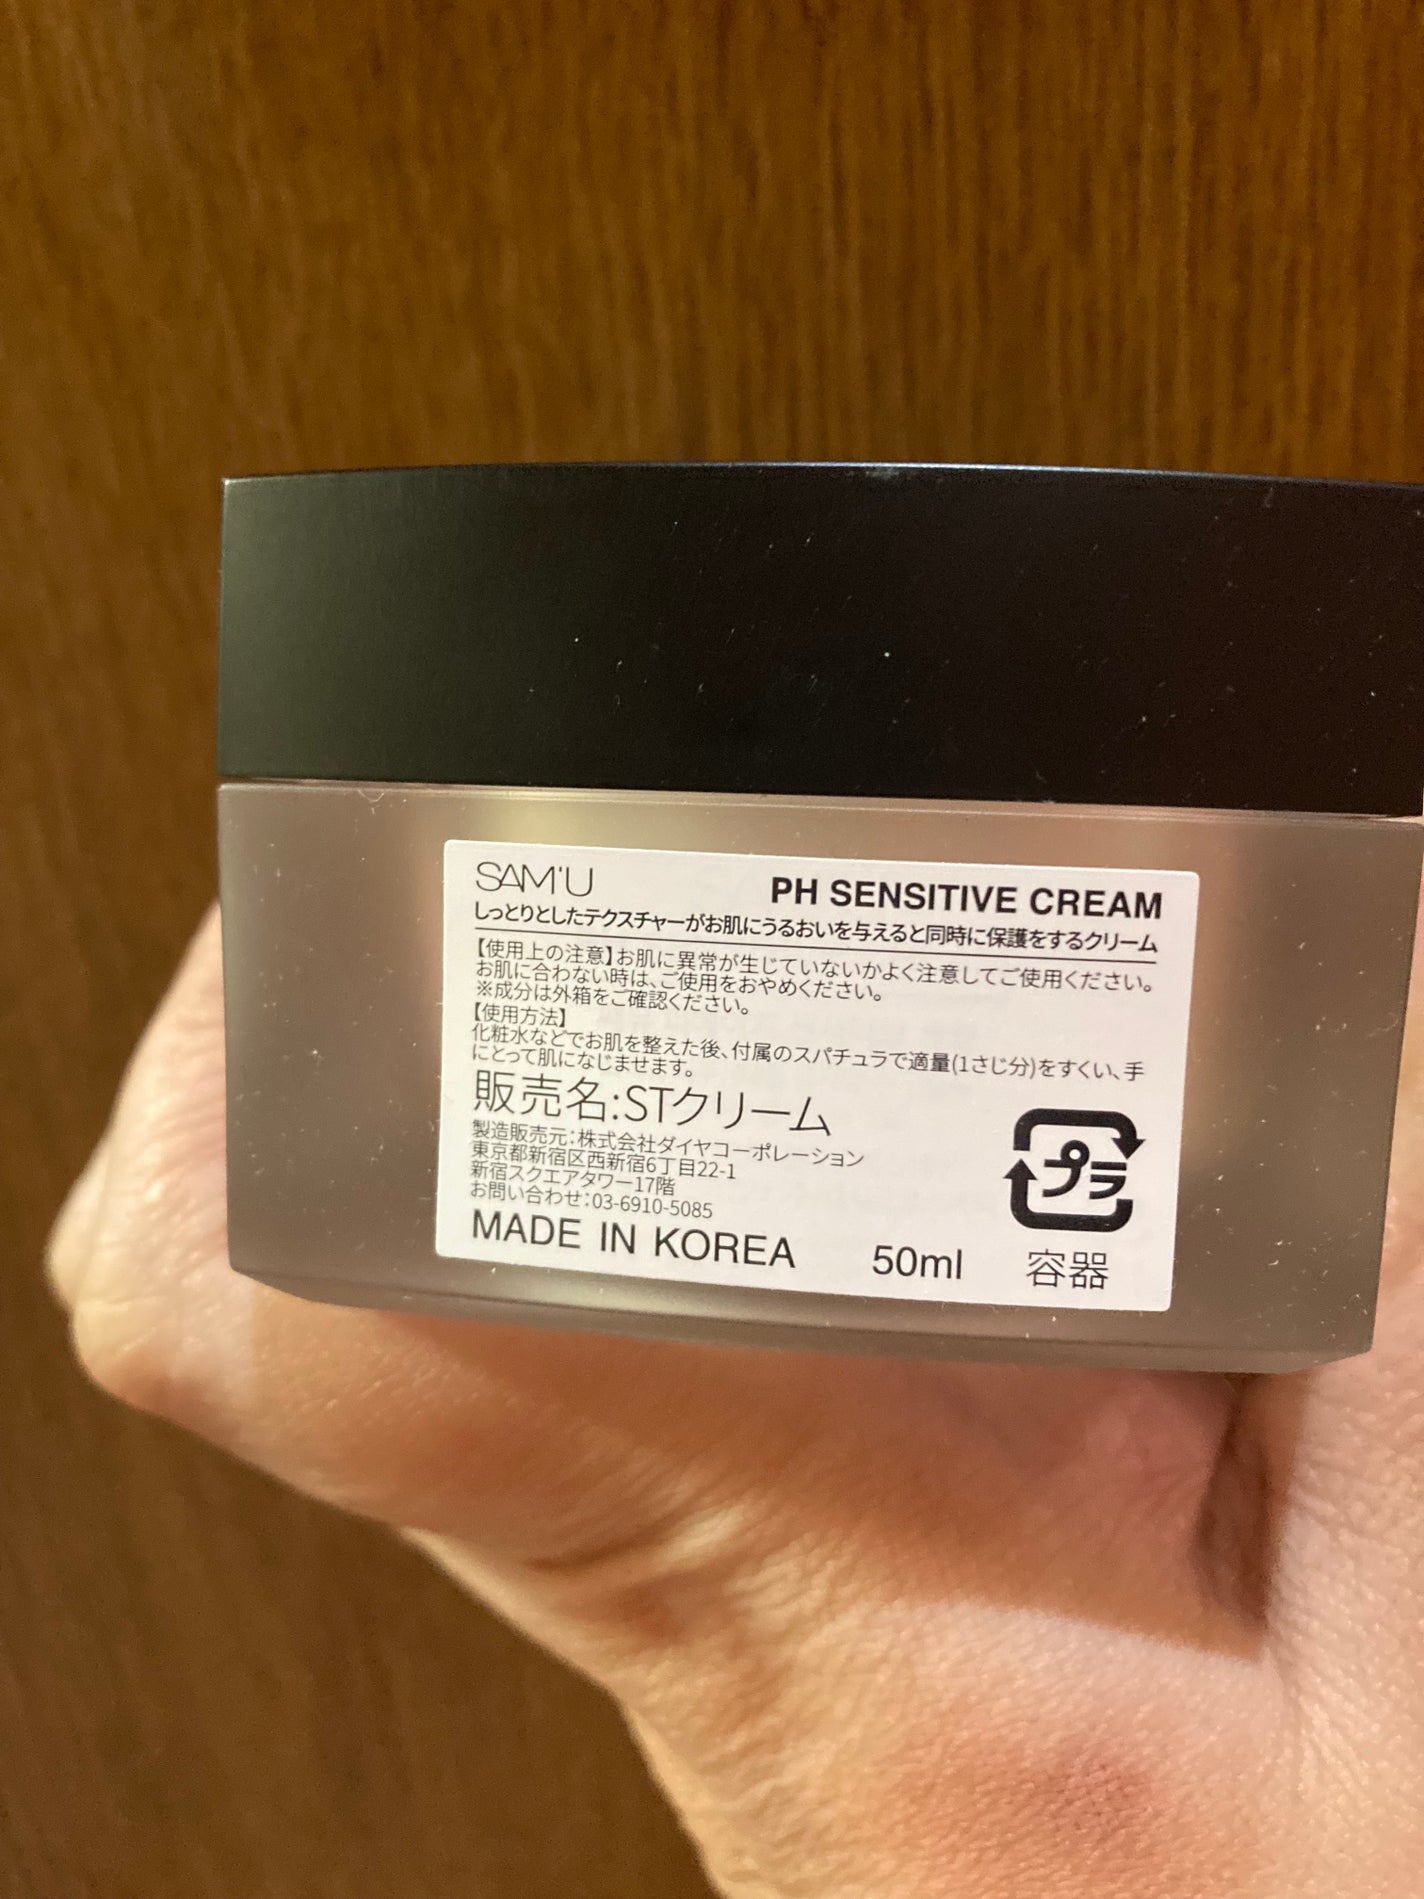 SAM'U
PH SENSITIVE CREAM
しっとりとしたテクスチャーがお肌にうるおいを与えると同時に保護をするクリーム
【使用上の注意】お肌に異常が生じていないかよく注意してご使用ください。
お肌に合わない時は、ご使用をおやめください。
※成分は外箱をご確認ください。
【使用方法】
化粧水などでお肌を整えた後、付属のスパチュラで適量(1さじ分)をすくい、手
にとって肌になじませます。
販売名:STクリーム
製造販売元:株式会社ダイヤコーポレーション
東京都新宿区西新宿6丁目22-1
新宿スクエアタワー17階
お問い合わせ:03-6910-5085
MADE IN KOREA 50ml
プラ
容器